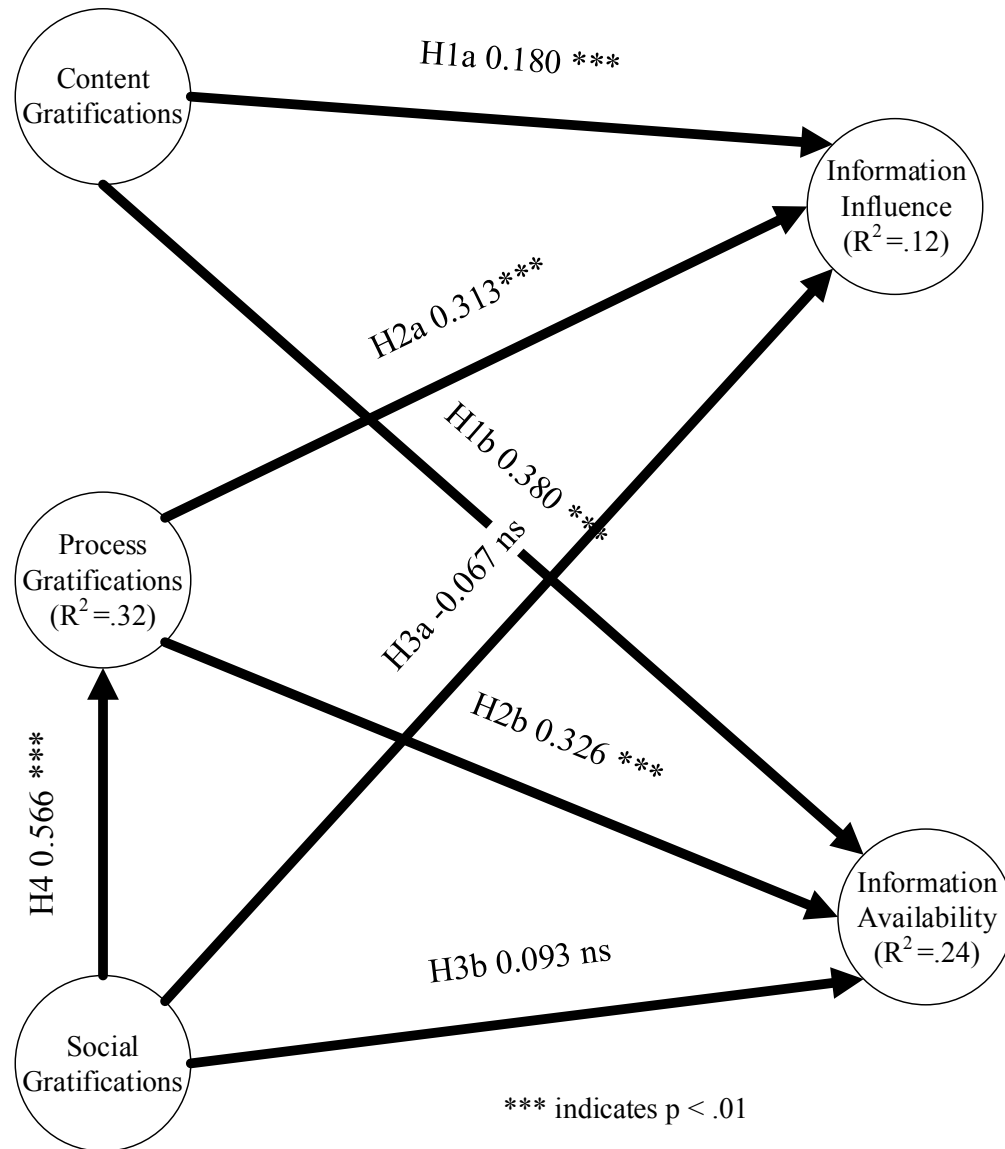 H1a 0.180 ***
Content
Gratifications
Information
Influence
(R² =.12)
H2a 0.313***
H1b 0.380 ***
H3a -0.067 ns
Process
Gratifications
(R² =.32)
H2b 0.326 ***
H4 0.566 ***
Information
Availability
(R² =.24)
H3b 0.093 ns
Social
Gratifications
*** indicates p < .01